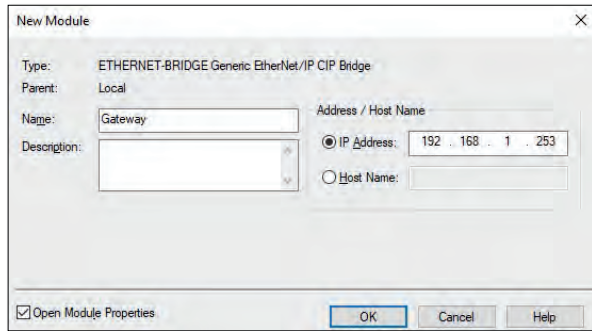 New Module
Type: ETHERNET-BRIDGE Generic EtherNet/IP CIP Bridge
Parent: Local
Name: Gateway
Description:
Address / Host Name
IP Address: 192 . 168 . 1 . 253
Host Name:
Open Module Properties
OK Cancel Help